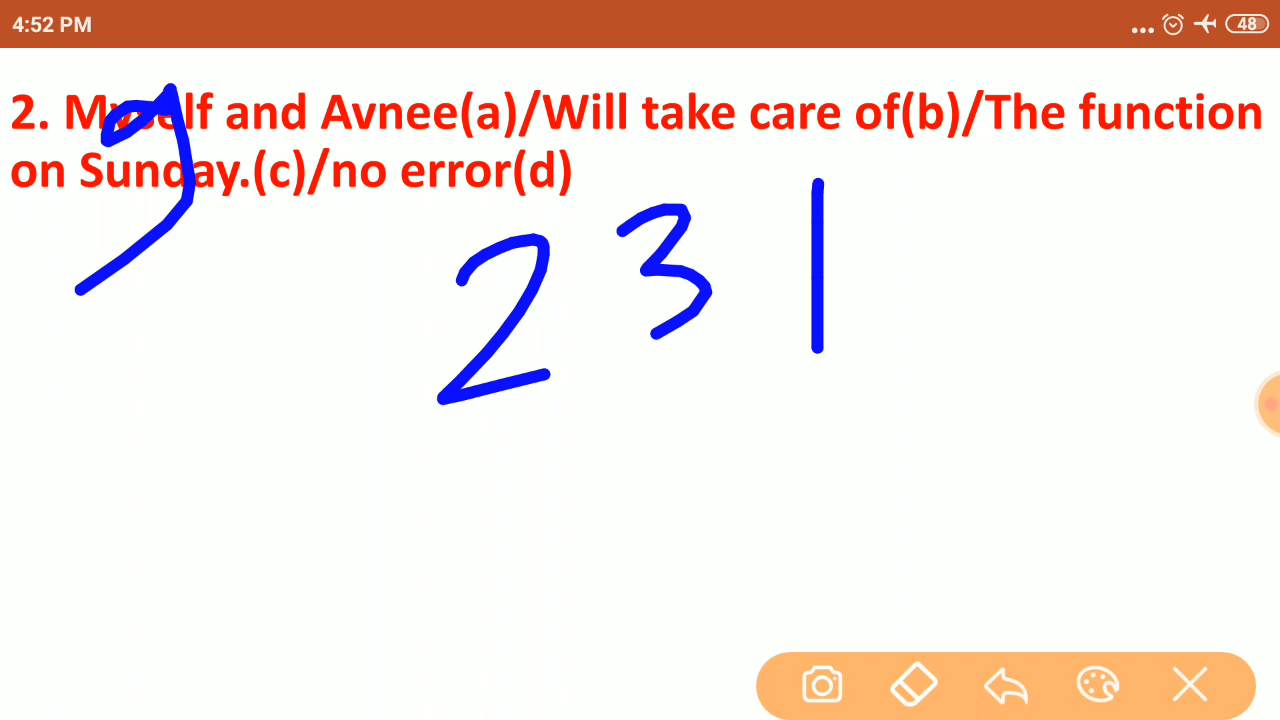 4:52 PM
48
2. Myself and Avnee(a)/Will take care of(b)/The function
on Sunday.(c)/no error(d)
9
2 3 1